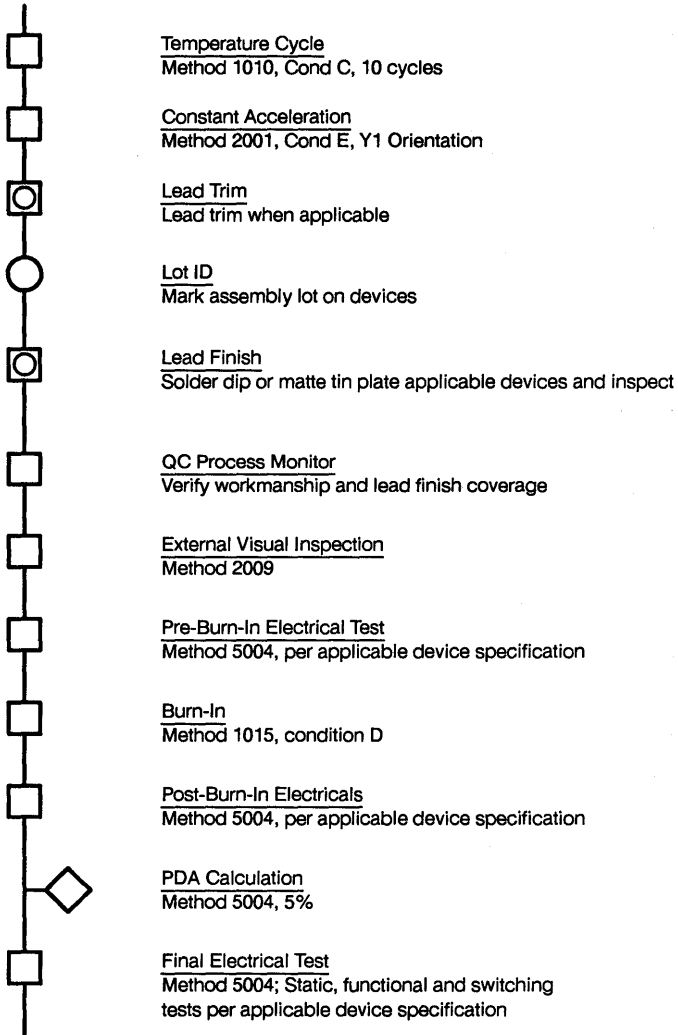 Temperature Cycle
Method 1010, Cond C, 10 cycles
Constant Acceleration
Method 2001, Cond E, Y1 Orientation
Lead Trim
Lead trim when applicable
Lot ID
Mark assembly lot on devices
Lead Finish
Solder dip or matte tin plate applicable devices and inspect
QC Process Monitor
Verify workmanship and lead finish coverage
External Visual Inspection
Method 2009
Pre-Burn-In Electrical Test
Method 5004, per applicable device specification
Burn-In
Method 1015, condition D
Post-Burn-In Electricals
Method 5004, per applicable device specification
PDA Calculation
Method 5004, 5%
Final Electrical Test
Method 5004; Static, functional and switching
tests per applicable device specification